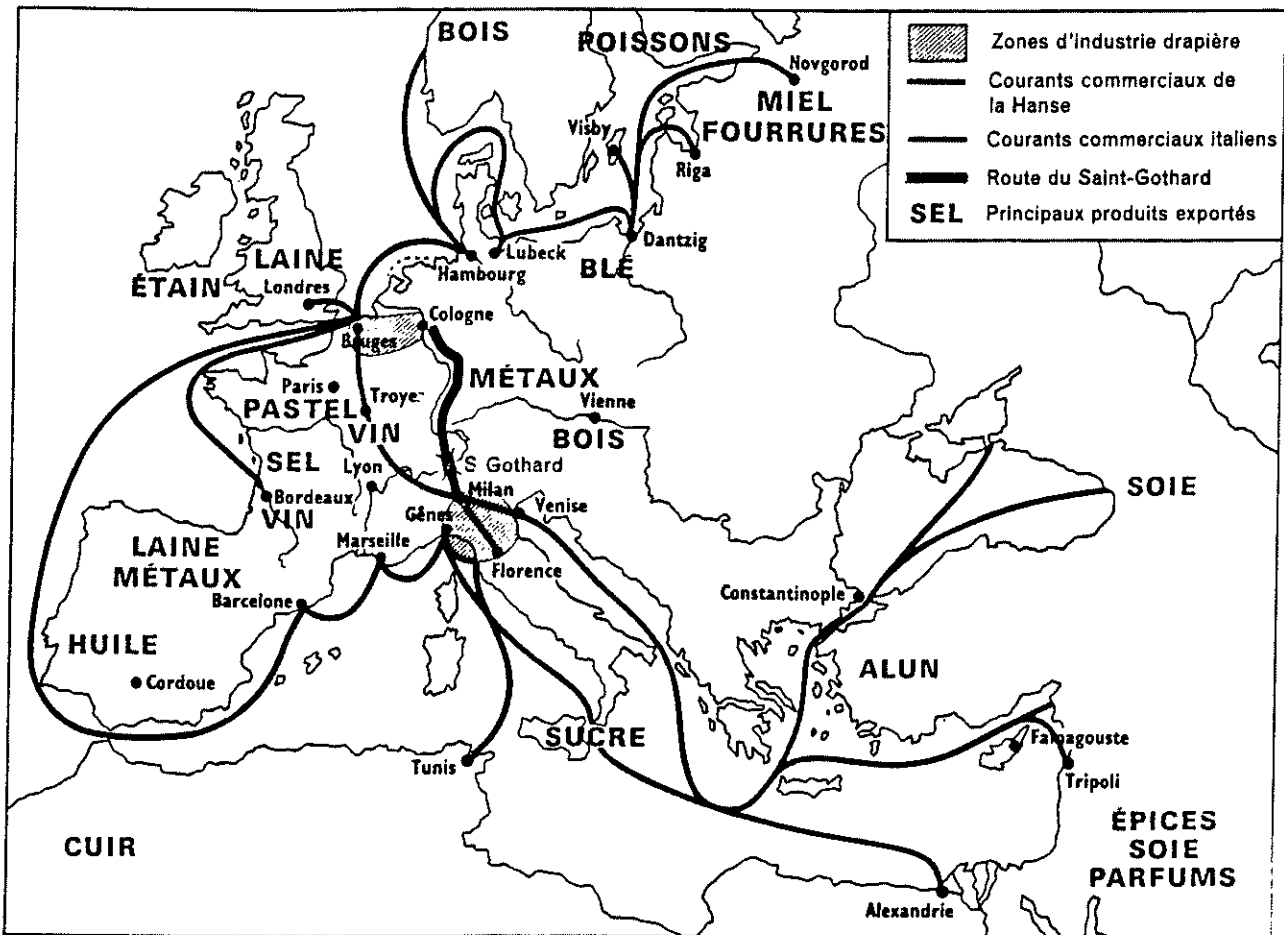 BOIS
POISSONS
Novgorod
MIEL
FOURRURES
Visby
Riga
Dantzig
Lubeck
BLÉ
Hambourg
LAINE
ÉTAIN
Londres
Cologne
Bruges
MÉTAUX
Paris
Troye
PASTEL
VIN
Vienne
BOIS
SEL
Lyon
S Gothard
Milan
Bordeaux
VIN
Venise
SOIE
Gênes
Marseille
LAINE
MÉTAUX
Florence
Barcelone
Constantinople
HUILE
Cordoue
ALUN
SUCRE
Famagouste
Tunis
Tripoli
CUIR
ÉPICES
SOIE
PARFUMS
Alexandrie
Zones d'industrie drapière
Courants commerciaux de
la Hanse
Courants commerciaux italiens
Route du Saint-Gothard
SEL Principaux produits exportés